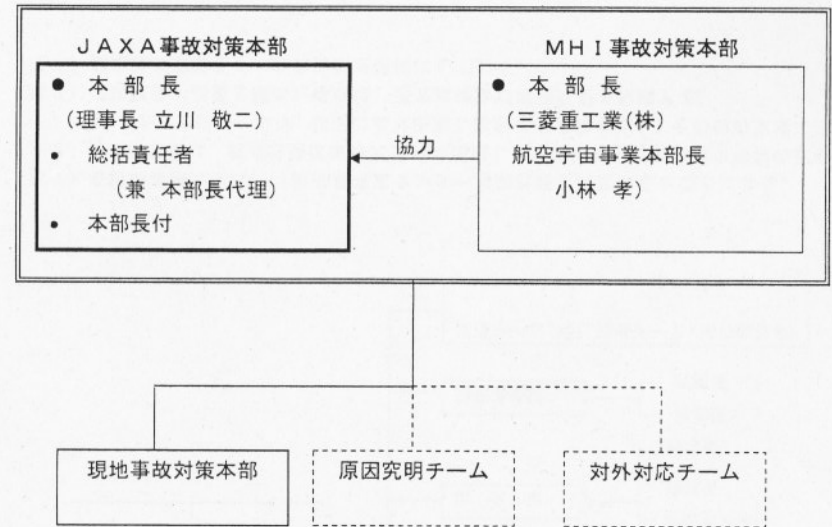 JAXA事故対策本部
● 本部長
(理事長 立川 敬二)
• 総括責任者
(兼 本部長代理)
• 本部長付
協力
MHI事故対策本部
● 本部長
(三菱重工業(株)
航空宇宙事業本部長
小林 孝)
現地事故対策本部
原因究明チーム
対外対応チーム